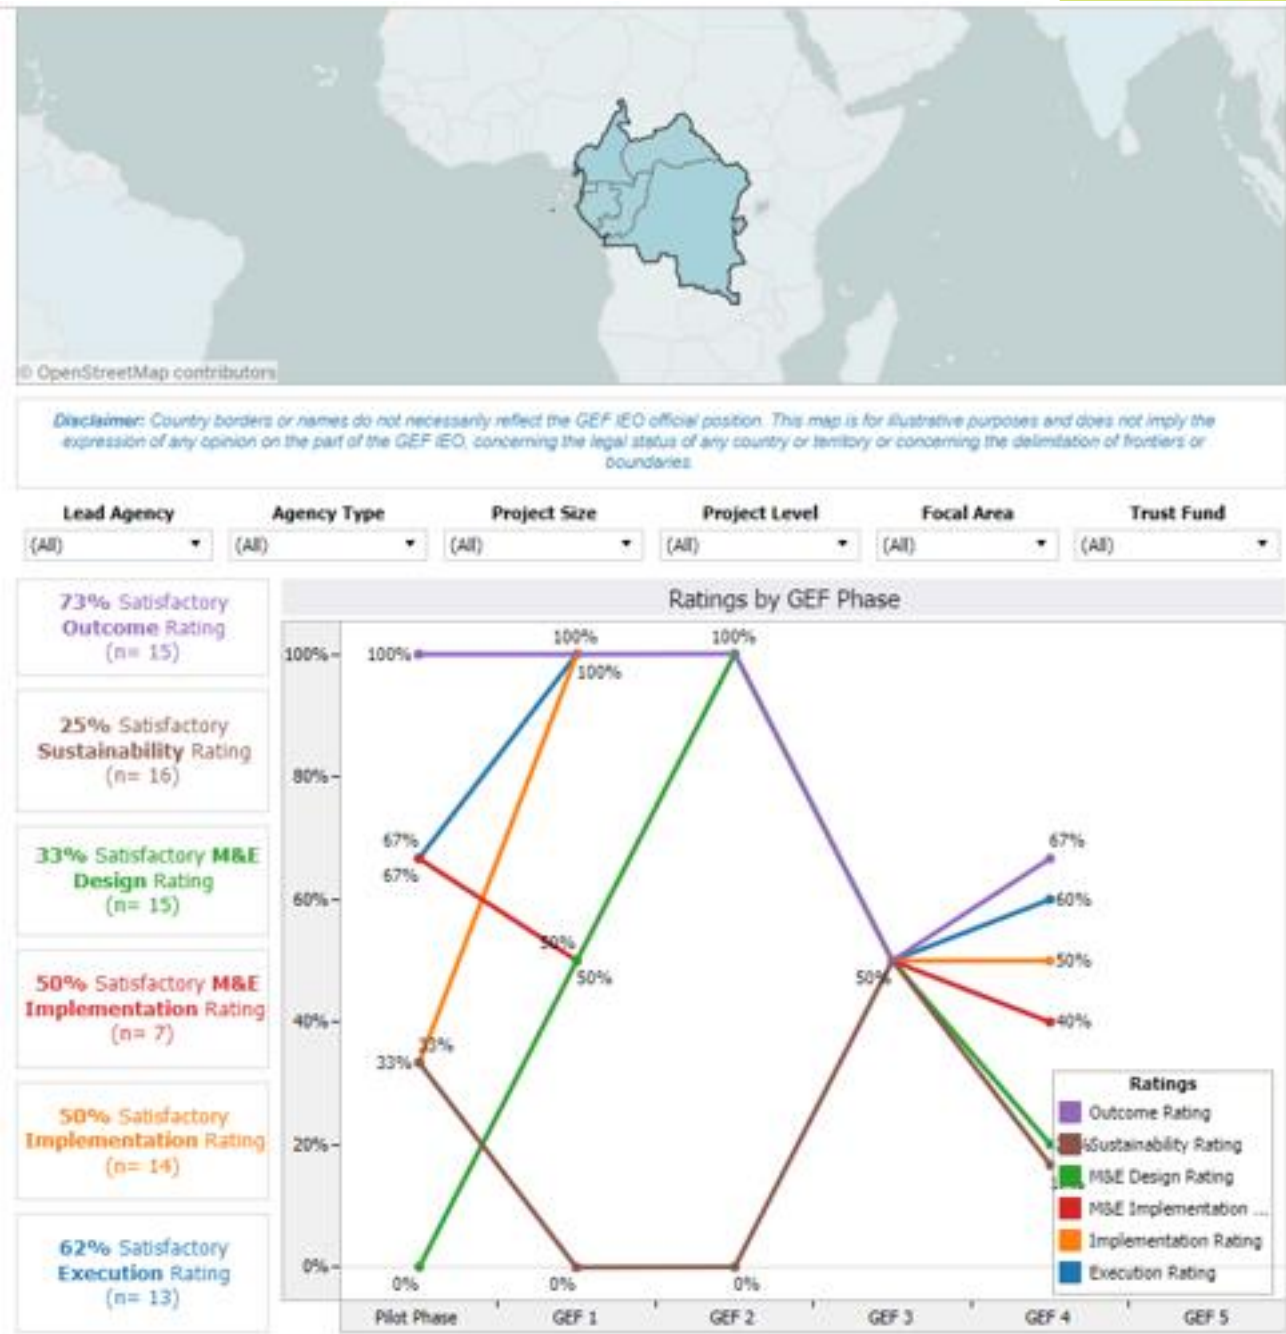 © OpenStreetMap contributors
Disclaimer: Country borders or names do not necessarily reflect the GEF IEO official position. This map is for illustrative purposes and does not imply the
expression of any opinion on the part of the GEF IEO, concerning the legal status of any country or territory or concerning the delimitation of frontiers or
boundaries.
Lead Agency Agency Type Project Size Project Level Focal Area Trust Fund
(All) (All) (All) (All) (All) (All)
73% Satisfactory
Outcome Rating
(n= 15)
25% Satisfactory
Sustainability Rating
(n= 16)
33% Satisfactory M&E
Design Rating
(n= 15)
50% Satisfactory M&E
Implementation Rating
(n= 7)
50% Satisfactory
Implementation Rating
(n= 14)
62% Satisfactory
Execution Rating
(n= 13)
Ratings by GEF Phase
100%
80%
60%
40%
20%
0%
100%
100%
100%
100%
67%
67%
50%
50%
33%
33%
0%
0%
0%
50%
67%
60%
50%
40%
Ratings
Outcome Rating
Sustainability Rating
M&E Design Rating
M&E Implementation ...
Implementation Rating
Execution Rating
Pilot Phase GEF 1 GEF 2 GEF 3 GEF 4 GEF 5